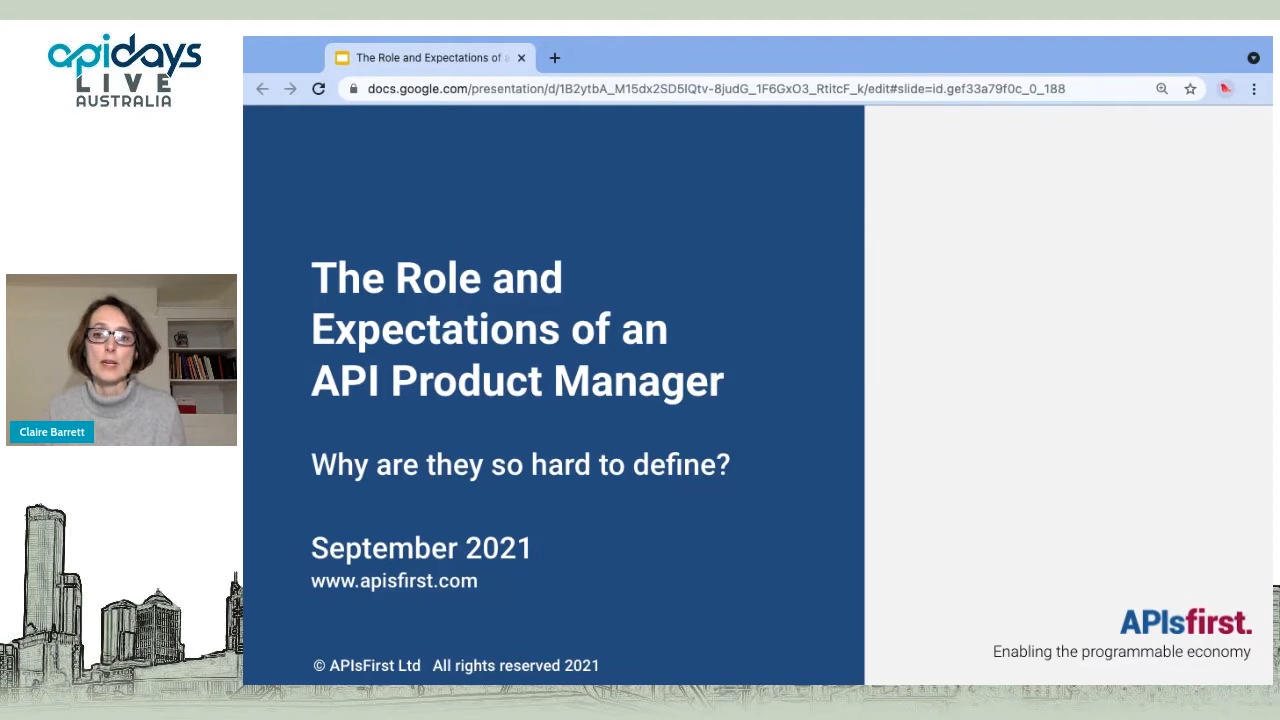 apidays
LIVE
AUSTRALIA
The Role and Expectations of a
docs.google.com/presentation/d/1B2ytbA_M15dx2SD5IQtv-8judG_1F6GxO3_RtitcF_k/edit#slide=id.gef33a79f0c_0_188
The Role and
Expectations of an
API Product Manager
Why are they so hard to define?
September 2021
www.apisfirst.com
© APIsFirst Ltd All rights reserved 2021
APIsfirst.
Enabling the programmable economy
Claire Barrett